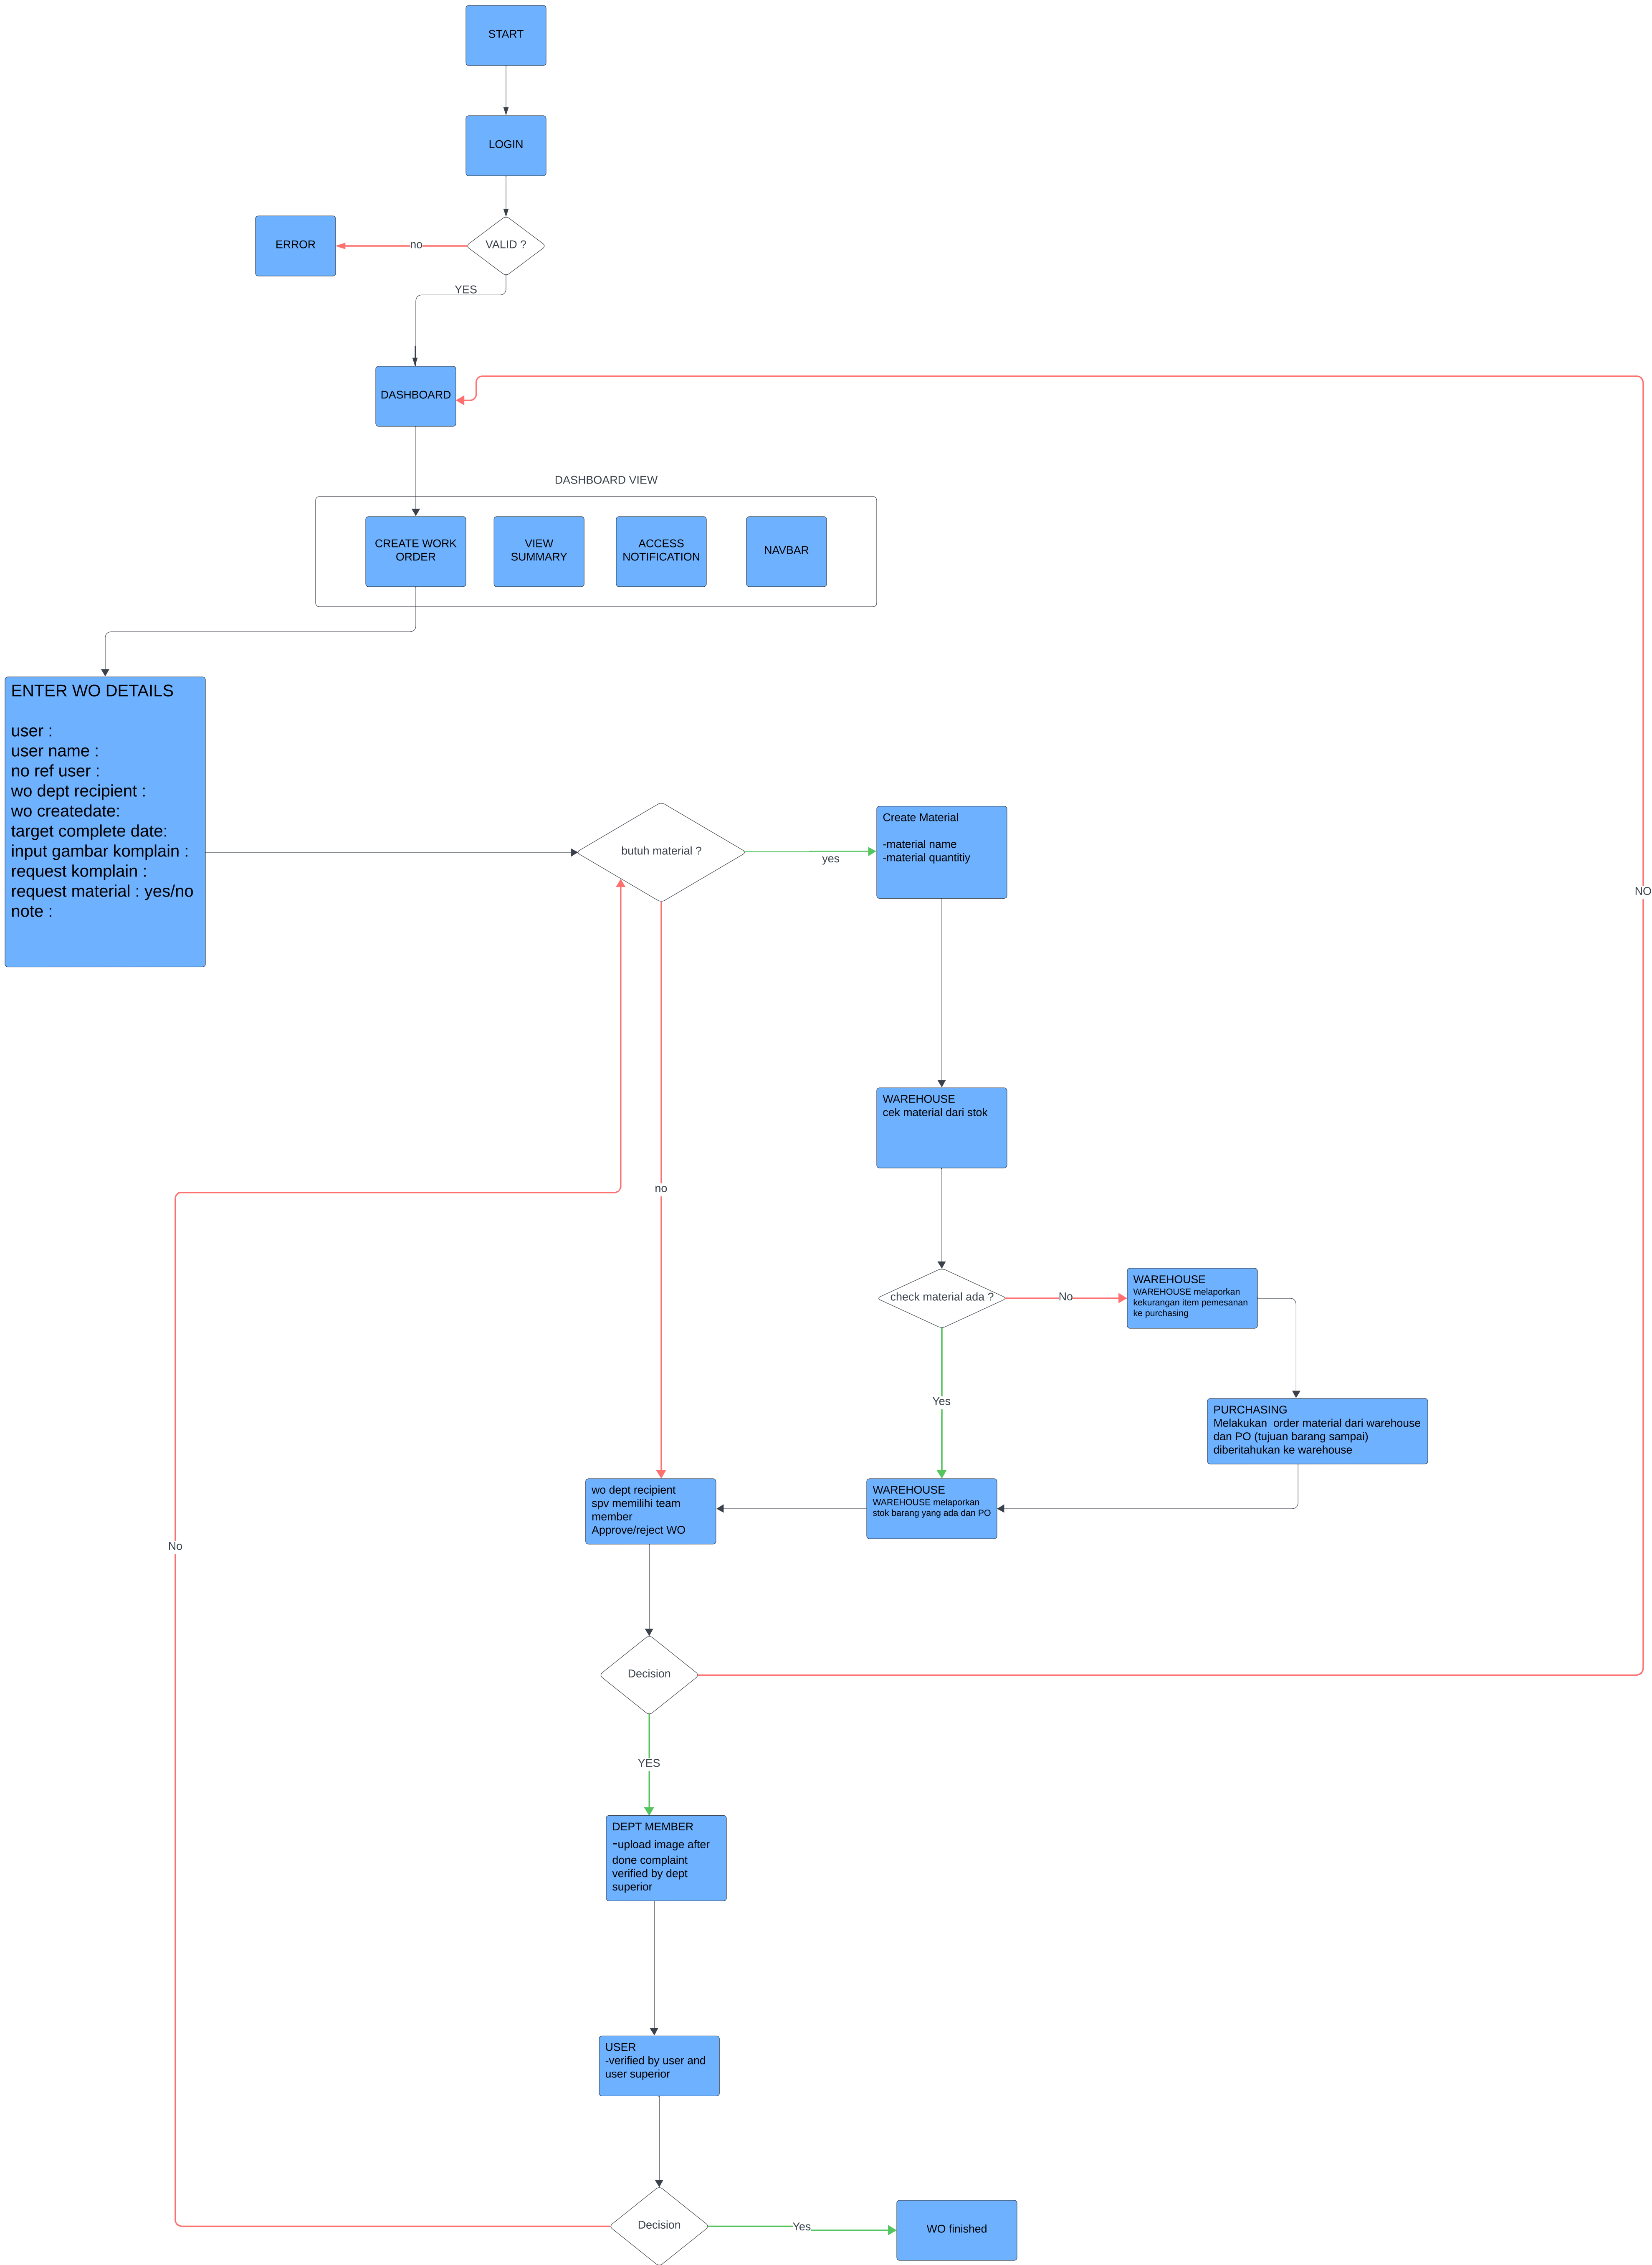 START
LOGIN
VALID ?
no
ERROR
YES
DASHBOARD
DASHBOARD VIEW
CREATE WORK
ORDER
VIEW
SUMMARY
ACCESS
NOTIFICATION
NAVBAR
ENTER WO DETAILS
user :
user name :
no ref user :
wo dept recipient :
wo createdate:
target complete date:
input gambar komplain :
request komplain :
request material : yes/no
note :
butuh material ?
yes
Create Material
-material name
-material quantitiy
NO
WAREHOUSE
cek material dari stok
no
check material ada ?
No
WAREHOUSE
WAREHOUSE melaporkan
kekurangan item pemesanan
ke purchasing
Yes
PURCHASING
Melakukan  order material dari warehouse
dan PO (tujuan barang sampai)
diberitahukan ke warehouse
wo dept recipient
spv memilihi team
member
Approve/reject WO
WAREHOUSE
WAREHOUSE melaporkan
stok barang yang ada dan PO
No
Decision
YES
DEPT MEMBER
-upload image after
done complaint
verified by dept
superior
USER
-verified by user and
user superior
Decision
Yes
WO finished